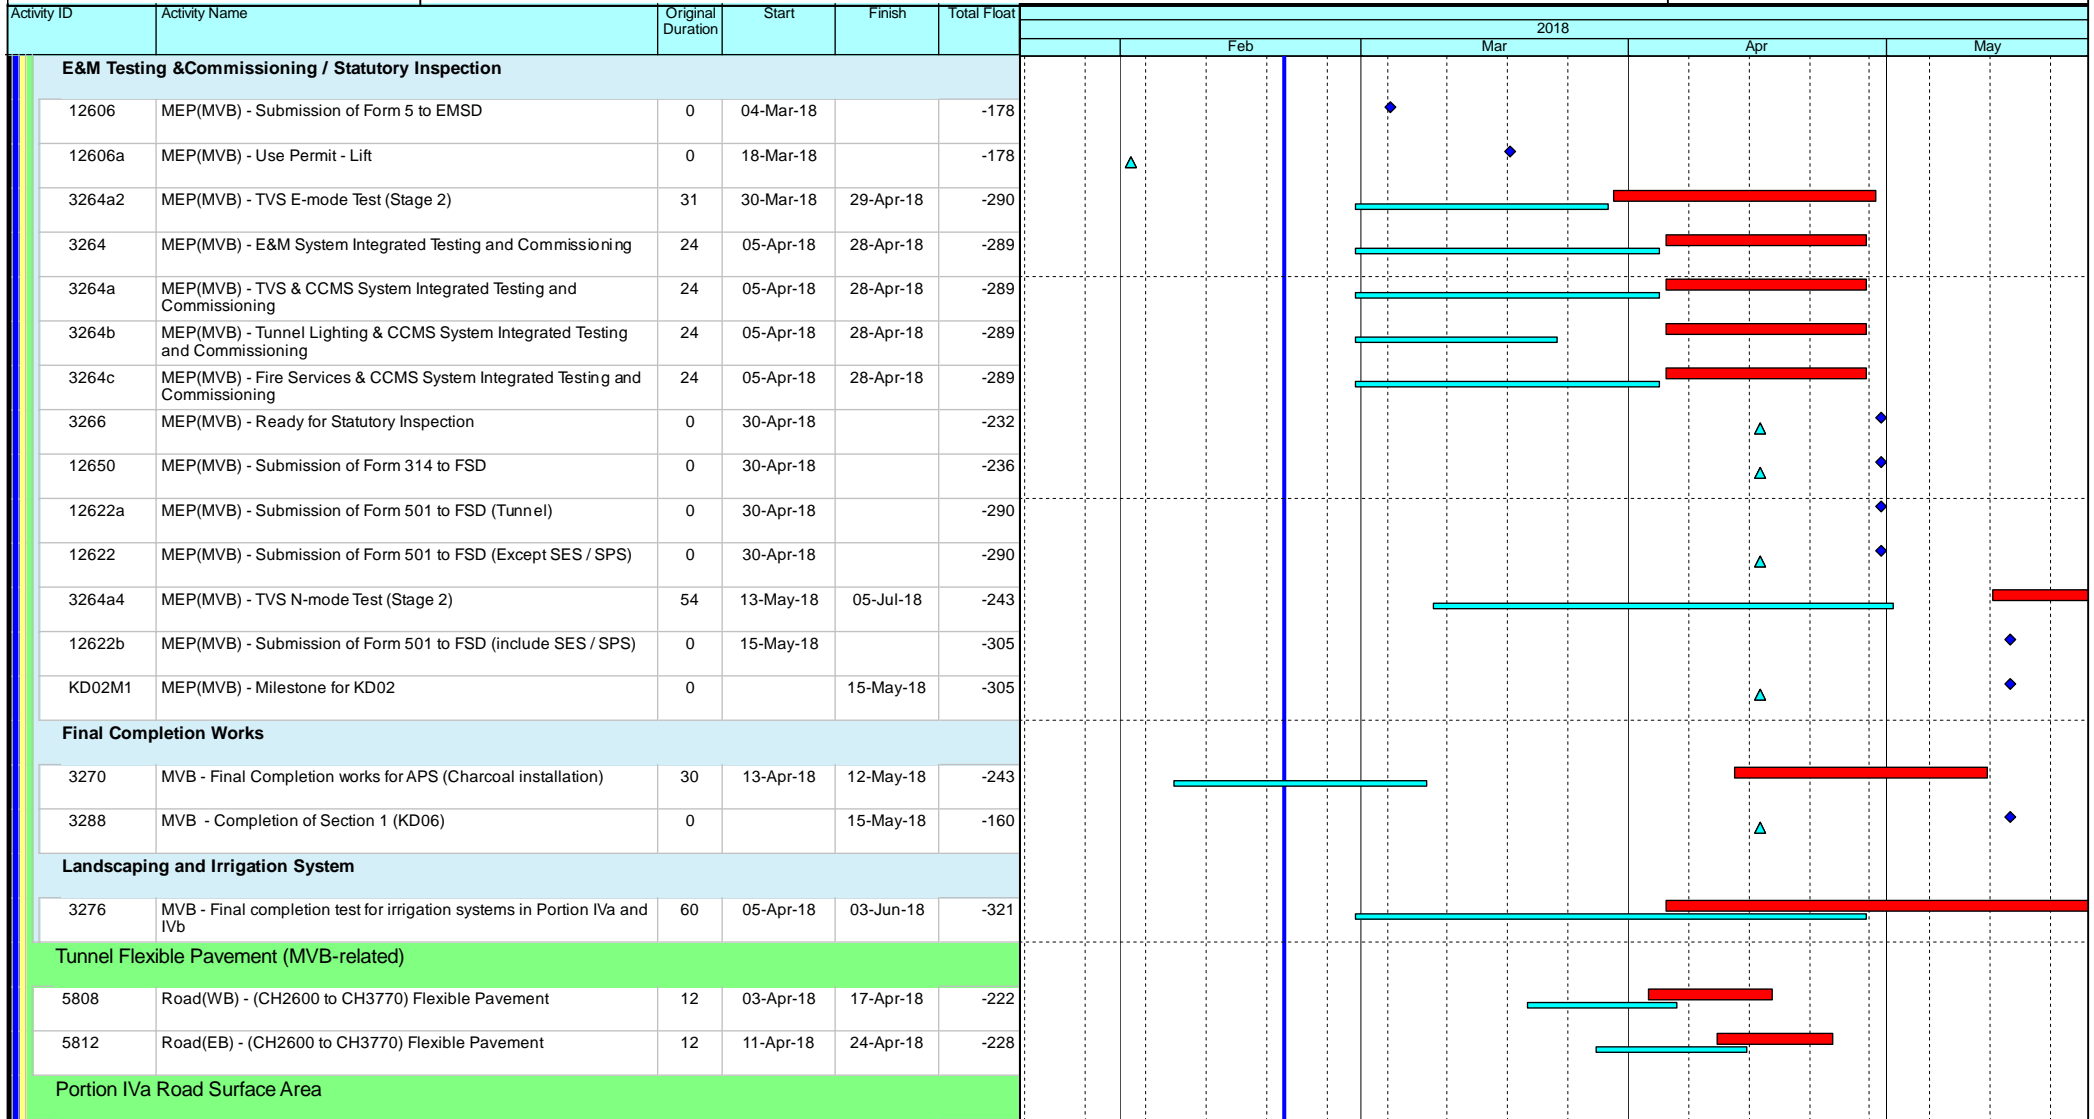 Activity ID Activity Name Original Duration Start Finish Total Float
2018
Feb Mar Apr May
E&M Testing &Commissioning / Statutory Inspection
12606 MEP(MVB) - Submission of Form 5 to EMSD 0 04-Mar-18 -178
12606a MEP(MVB) - Use Permit - Lift 0 18-Mar-18 -178
3264a2 MEP(MVB) - TVS E-mode Test (Stage 2) 31 30-Mar-18 29-Apr-18 -290
3264 MEP(MVB) - E&M System Integrated Testing and Commissioning 24 05-Apr-18 28-Apr-18 -289
3264a MEP(MVB) - TVS & CCMS System Integrated Testing and 24 05-Apr-18 28-Apr-18 -289
Commissioning
3264b MEP(MVB) - Tunnel Lighting & CCMS System Integrated Testing 24 05-Apr-18 28-Apr-18 -289
and Commissioning
3264c MEP(MVB) - Fire Services & CCMS System Integrated Testing and 24 05-Apr-18 28-Apr-18 -289
Commissioning
3266 MEP(MVB) - Ready for Statutory Inspection 0 30-Apr-18 -232
12650 MEP(MVB) - Submission of Form 314 to FSD 0 30-Apr-18 -236
12622a MEP(MVB) - Submission of Form 501 to FSD (Tunnel) 0 30-Apr-18 -290
12622 MEP(MVB) - Submission of Form 501 to FSD (Except SES / SPS) 0 30-Apr-18 -290
3264a4 MEP(MVB) - TVS N-mode Test (Stage 2) 54 13-May-18 05-Jul-18 -243
12622b MEP(MVB) - Submission of Form 501 to FSD (include SES / SPS) 0 15-May-18 -305
KD02M1 MEP(MVB) - Milestone for KD02 0 15-May-18 -305
Final Completion Works
3270 MVB - Final Completion works for APS (Charcoal installation) 30 13-Apr-18 12-May-18 -243
3288 MVB - Completion of Section 1 (KD06) 0 15-May-18 -160
Landscaping and Irrigation System
3276 MVB - Final completion test for irrigation systems in Portion IVa and 60 05-Apr-18 03-Jun-18 -321
IVb
Tunnel Flexible Pavement (MVB-related)
5808 Road(WB) - (CH2600 to CH3770) Flexible Pavement 12 03-Apr-18 17-Apr-18 -222
5812 Road(EB) - (CH2600 to CH3770) Flexible Pavement 12 11-Apr-18 24-Apr-18 -228
Portion IVa Road Surface Area